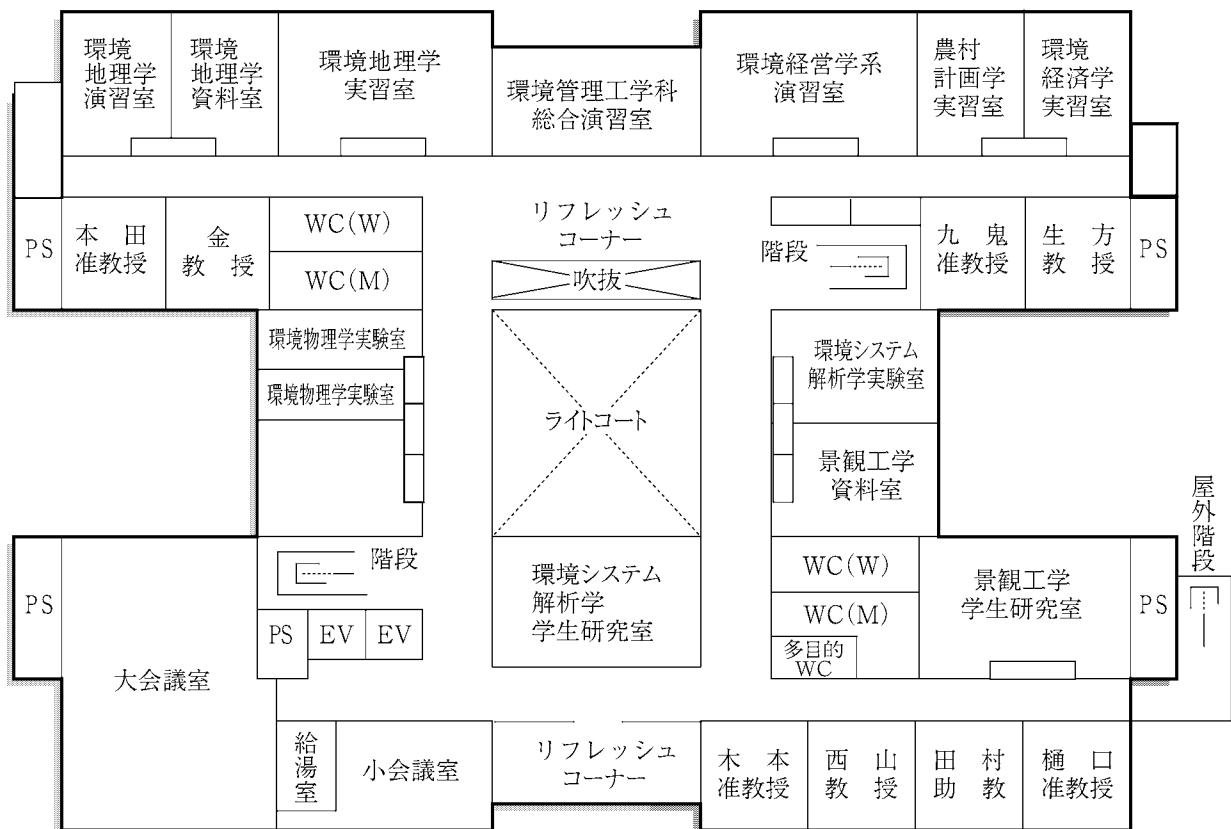 環境
地理学
演習室
環境
地理学
資料室
環境地理学
実習室
環境管理工学科
総合演習室
環境経営学系
演習室
農村
計画学
実習室
環境
経済学
実習室
PS
本田
准教授
金
教授
WC(W)
WC(M)
リフレッシュ
コーナー
吹抜
階段
九鬼
准教授
生方
教授
PS
環境物理学実験室
環境物理学実験室
ライトコート
環境システム
解析学実験室
景観工学
資料室
屋外階段
PS
大会議室
階段
PS
EV
EV
環境システム
解析学
学生研究室
WC(W)
WC(M)
多目的
WC
景観工学
学生研究室
PS
給湯室
小会議室
リフレッシュ
コーナー
木本
准教授
西山
教授
田村
助教
樋口
准教授